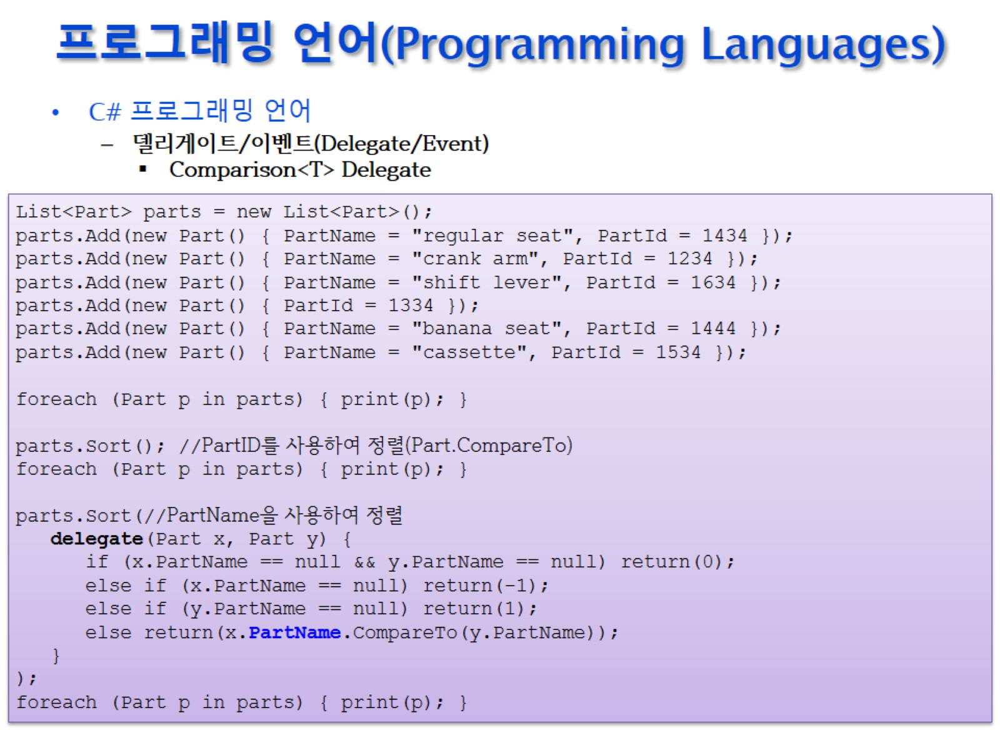 프로그래밍 언어(Programming Languages)
• C# 프로그래밍 언어
– 델리게이트/이벤트(Delegate/Event)
▪ Comparison<T> Delegate
List<Part> parts = new List<Part>();
parts.Add(new Part() { PartName = "regular seat", PartId = 1434 });
parts.Add(new Part() { PartName = "crank arm", PartId = 1234 });
parts.Add(new Part() { PartName = "shift lever", PartId = 1634 });
parts.Add(new Part() { PartId = 1334 });
parts.Add(new Part() { PartName = "banana seat", PartId = 1444 });
parts.Add(new Part() { PartName = "cassette", PartId = 1534 });
foreach (Part p in parts) { print(p); }
parts.Sort(); //PartID를 사용하여 정렬(Part.CompareTo)
foreach (Part p in parts) { print(p); }
parts.Sort(//PartName을 사용하여 정렬
delegate(Part x, Part y) {
if (x.PartName == null && y.PartName == null) return(0);
else if (x.PartName == null) return(-1);
else if (y.PartName == null) return(1);
else return(x.PartName.CompareTo(y.PartName));
}
);
foreach (Part p in parts) { print(p); }